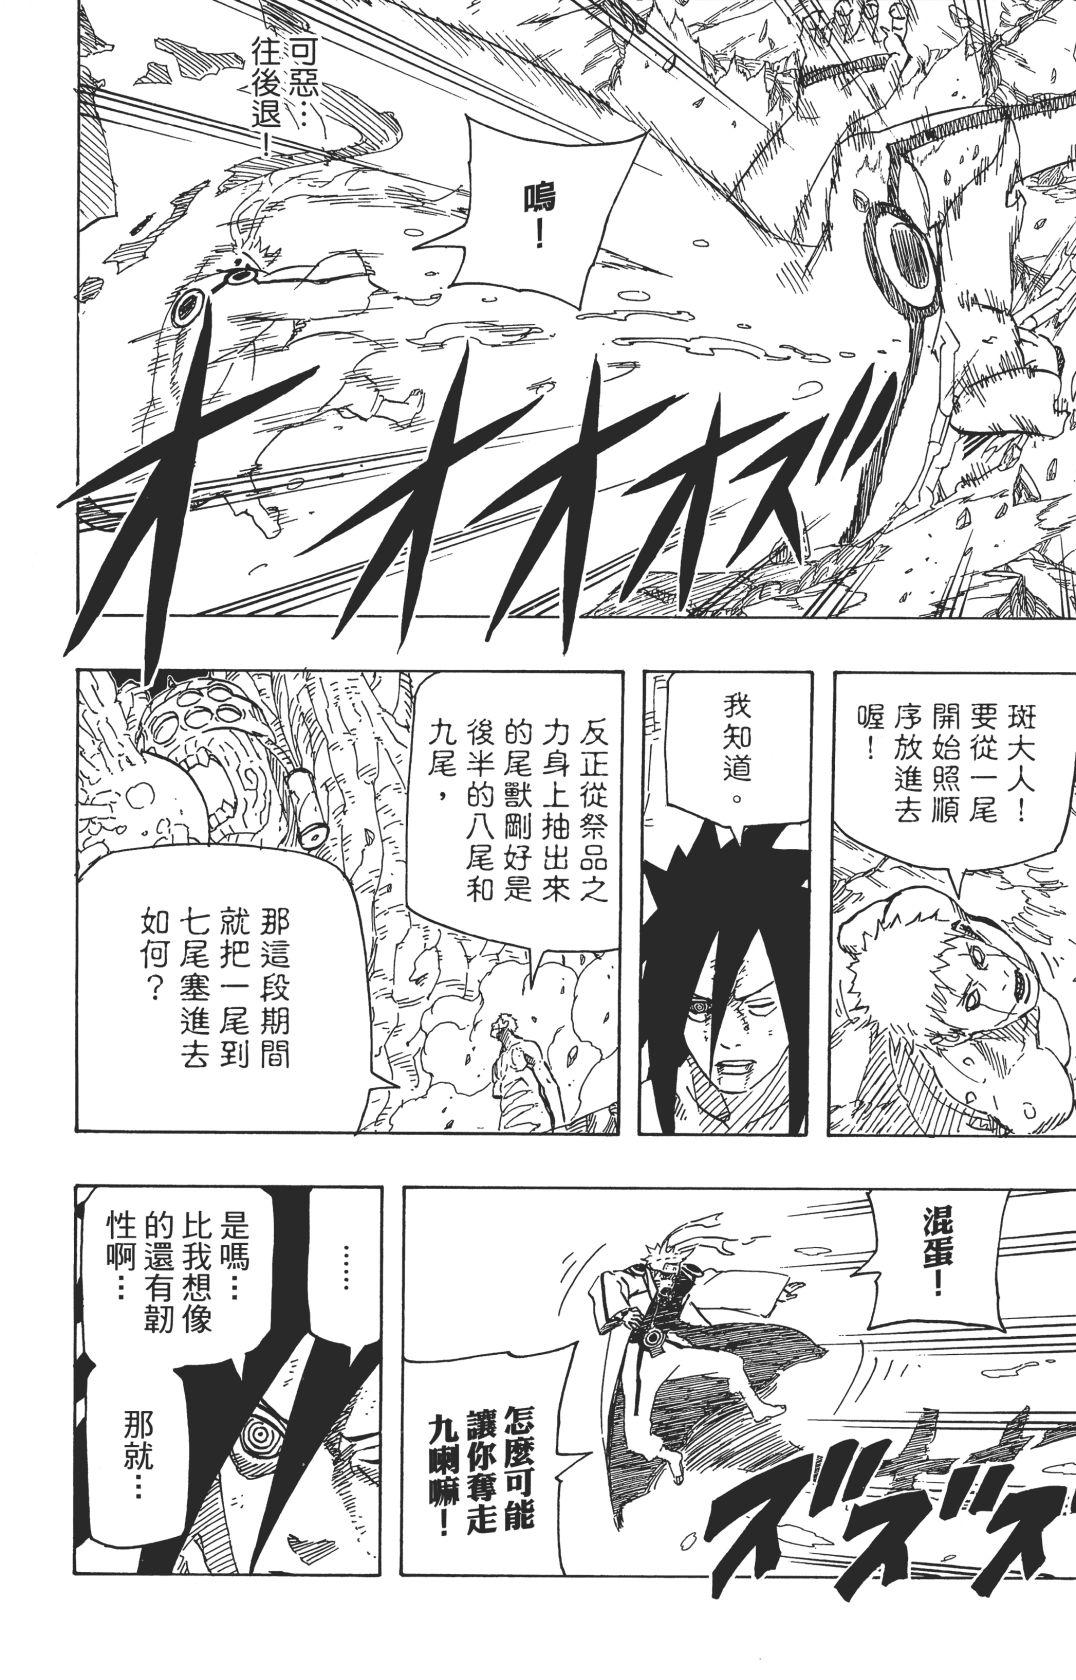 ズオオオオ
嗚！
可惡…
往後退！
斑大人！
要從一尾
開始照順
序放進去
喔！
我知道。
反正從祭品之
力身上抽出來
的尾獸剛好是
後半的八尾和
九尾，
那這段期間
就把一尾到
七尾塞進去
如何？
混蛋！
怎麼可能
讓你奪走
九喇嘛！
ズズズ
……
是嗎…
比我想像
的還有韌
性啊…
那就…